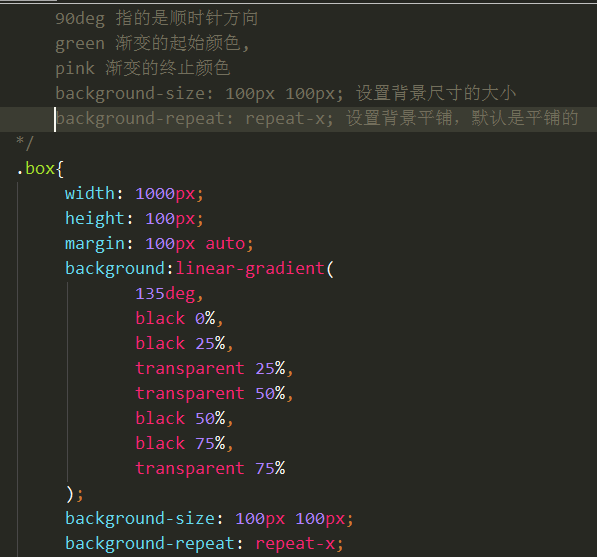 90deg 指的是顺时针方向
green 渐变的起始颜色,
pink 渐变的终止颜色
background-size: 100px 100px; 设置背景尺寸的大小
background-repeat: repeat-x; 设置背景平铺，默认是平铺的
*/
.box{
width: 1000px;
height: 100px;
margin: 100px auto;
background:linear-gradient(
135deg,
black 0%,
black 25%,
transparent 25%,
transparent 50%,
black 50%,
black 75%,
transparent 75%
);
background-size: 100px 100px;
background-repeat: repeat-x;